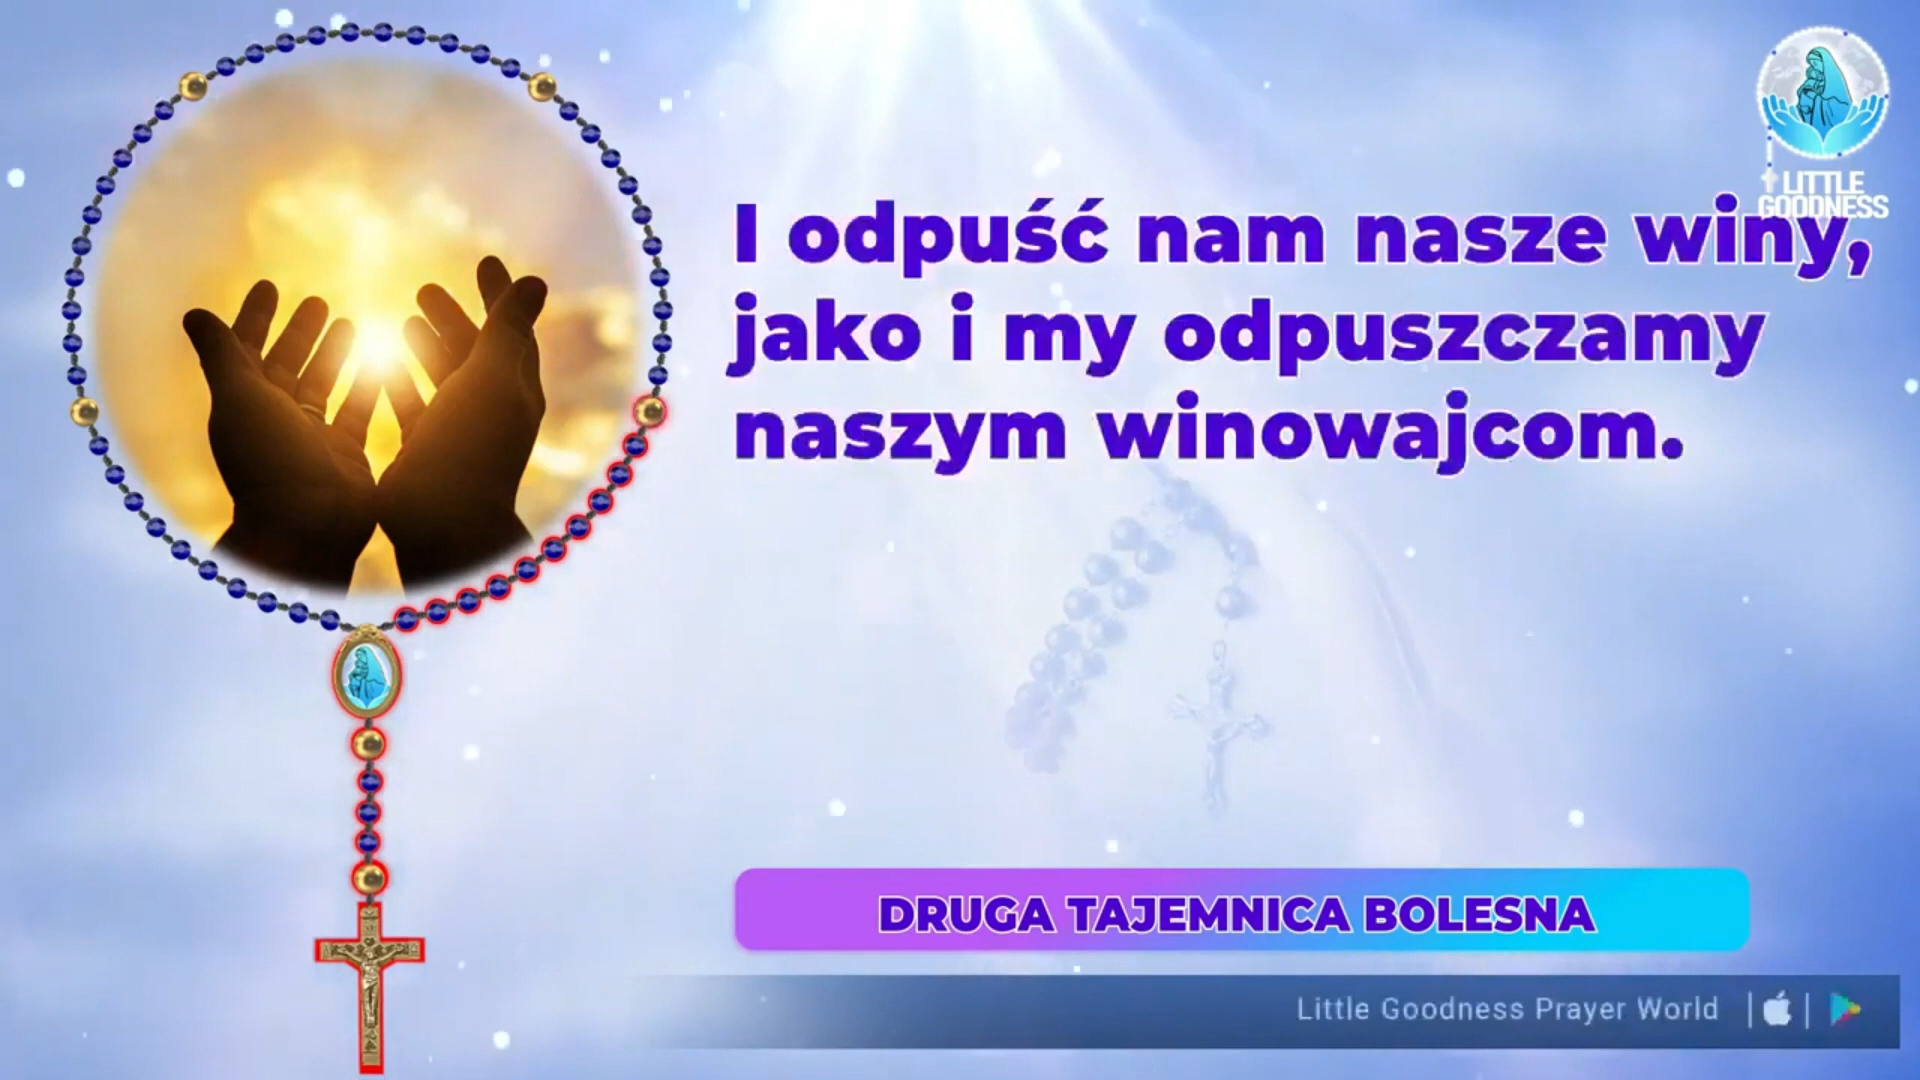 LITTLE
GOODNESS
I odpuść nam nasze winy,
jako i my odpuszczamy
naszym winowajcom.
DRUGA TAJEMNICA BOLESNA
Little Goodness Prayer World